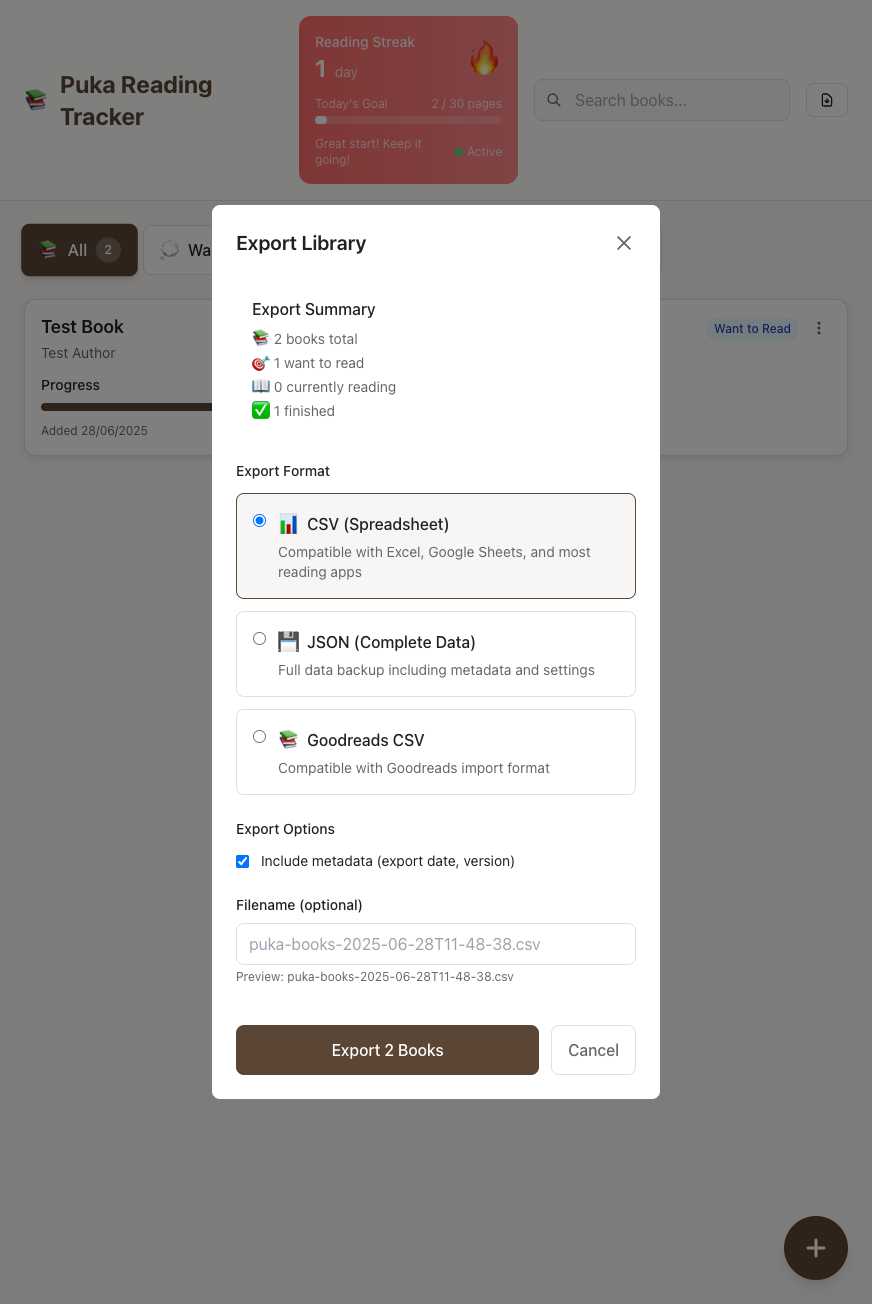 Puka Reading
Tracker
Reading Streak
1 day
Today's Goal 2 / 30 pages
Great start! Keep it
going!
Active
Search books...
All 2
Wa
Export Library
Export Summary
2 books total
1 want to read
0 currently reading
1 finished
Test Book
Test Author
Progress
Added 28/06/2025
Want to Read
Export Format
CSV (Spreadsheet)
Compatible with Excel, Google Sheets, and most
reading apps
JSON (Complete Data)
Full data backup including metadata and settings
Goodreads CSV
Compatible with Goodreads import format
Export Options
Include metadata (export date, version)
Filename (optional)
puka-books-2025-06-28T11-48-38.csv
Preview: puka-books-2025-06-28T11-48-38.csv
Export 2 Books
Cancel